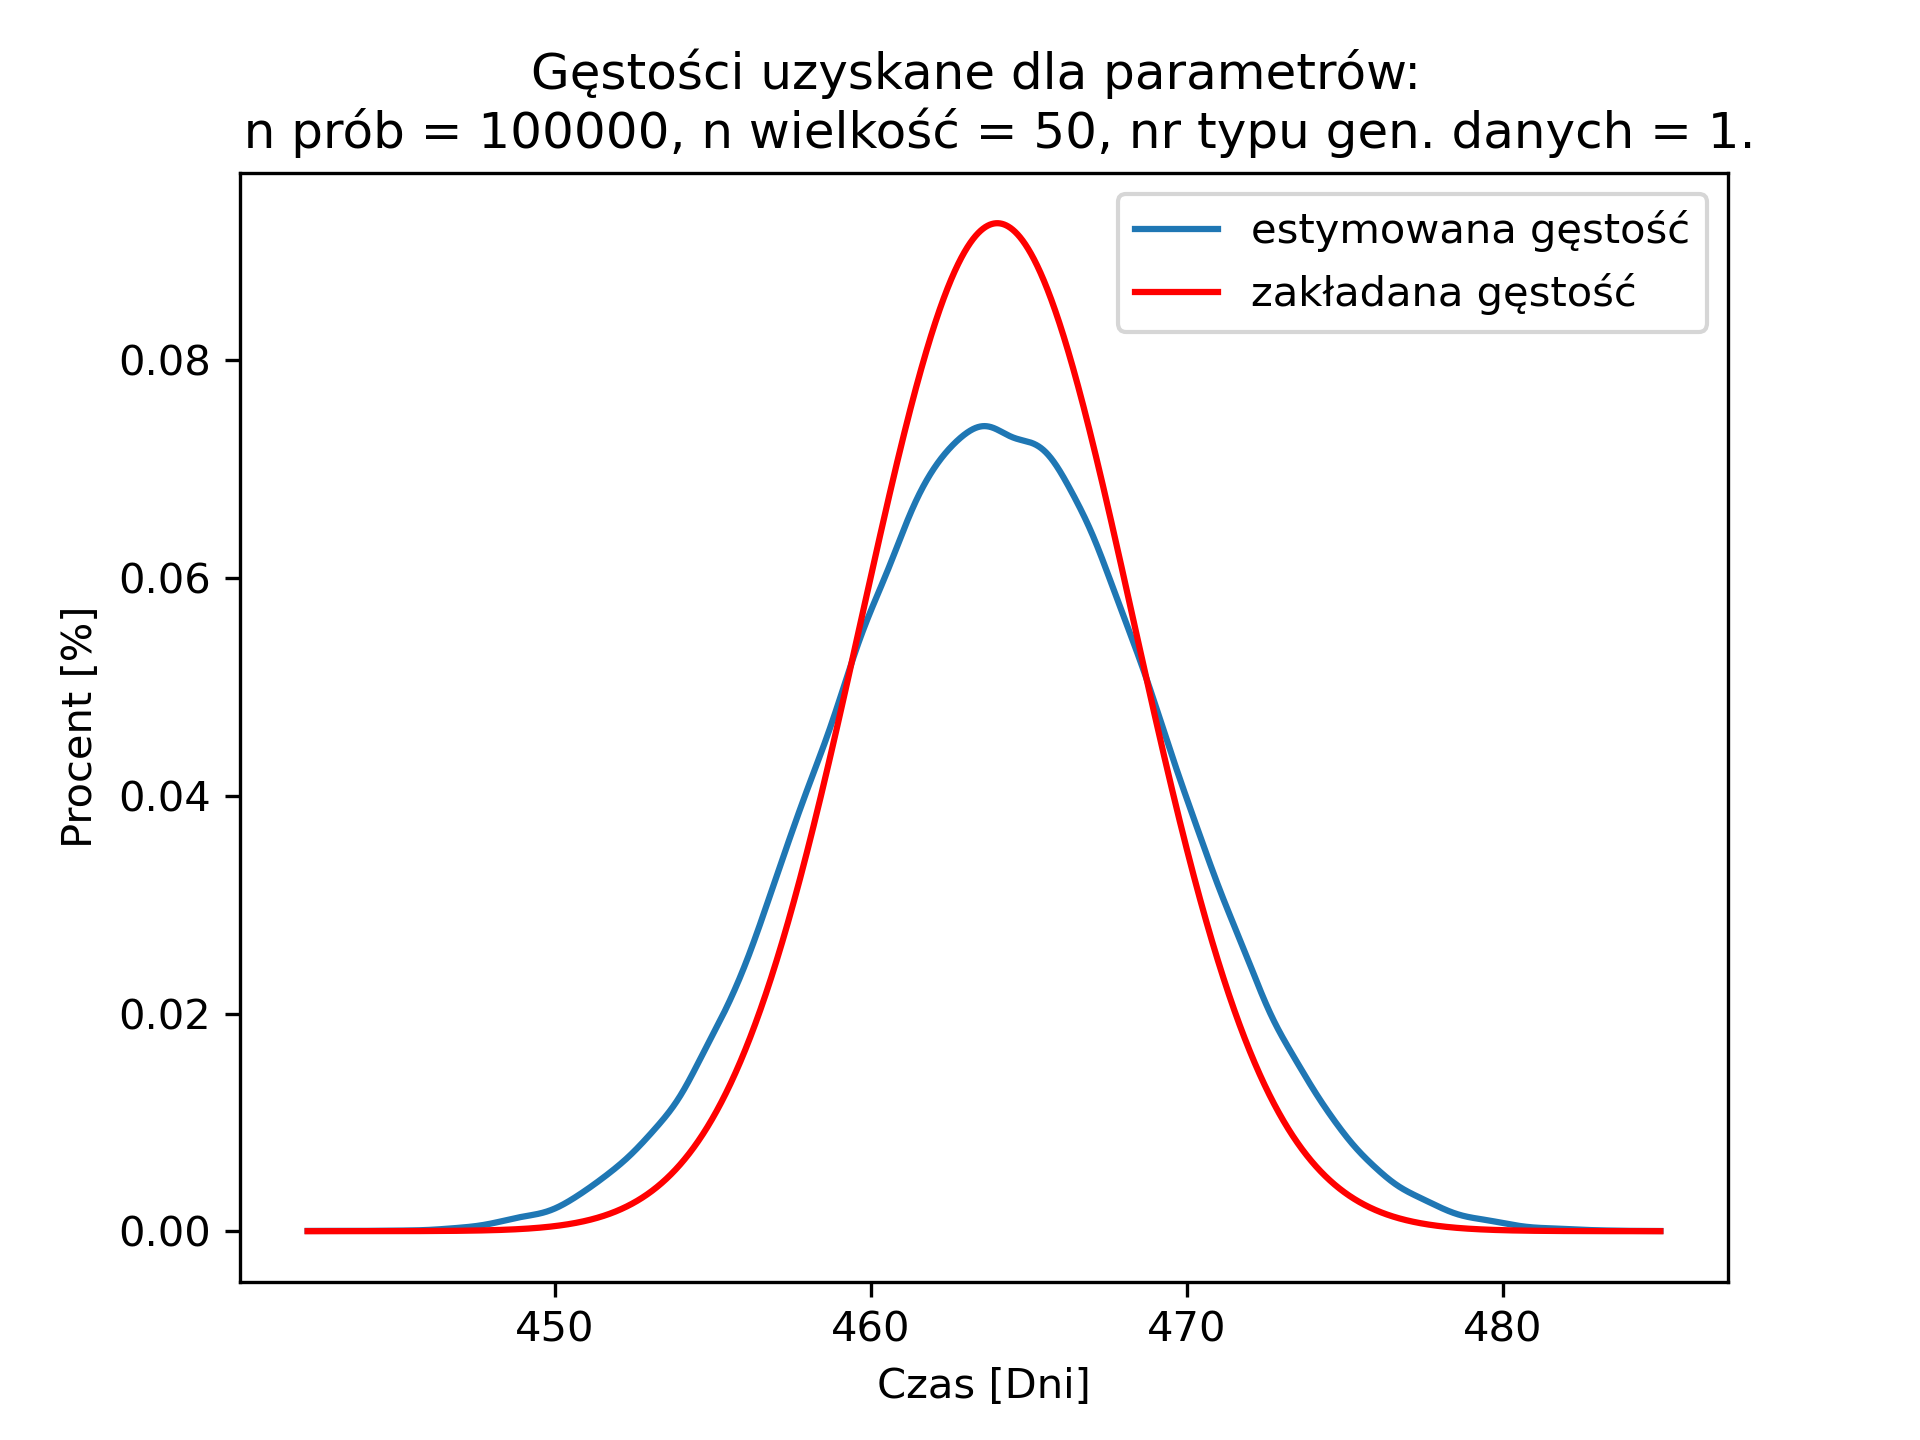 Gęstości uzyskane dla parametrów:
n prób = 100000, n wielkość = 50, nr typu gen. danych = 1.
estymowana gęstość
zakładana gęstość
0.08
0.06
0.04
0.02
0.00
Procent [%]
450 460 470 480
Czas [Dni]